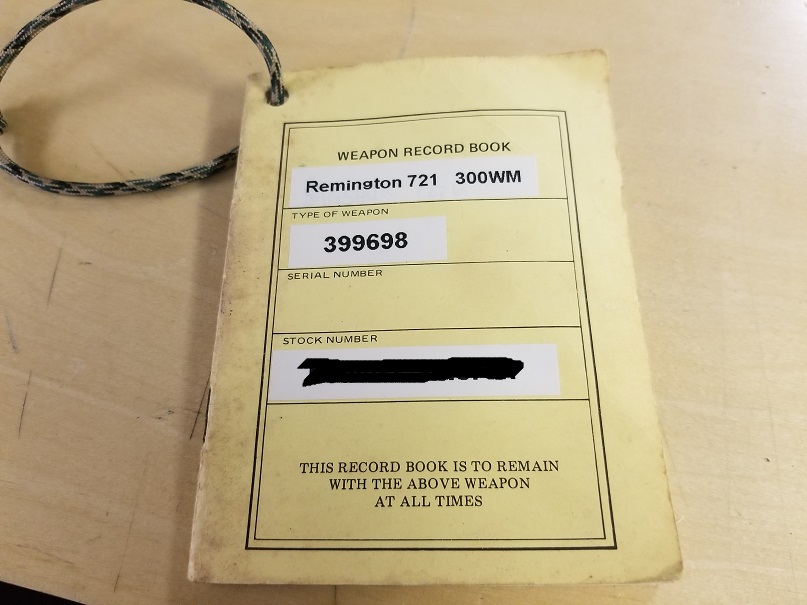 WEAPON RECORD BOOK
Remington 721 300WM
TYPE OF WEAPON
399698
SERIAL NUMBER
STOCK NUMBER
THIS RECORD BOOK IS TO REMAIN
WITH THE ABOVE WEAPON
AT ALL TIMES